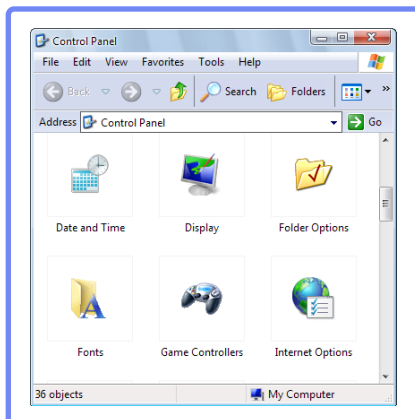 Control Panel
File Edit View Favorites Tools Help
Back Search Folders »
Address Control Panel Go
Date and Time Display Folder Options
Fonts Game Controllers Internet Options
36 objects My Computer